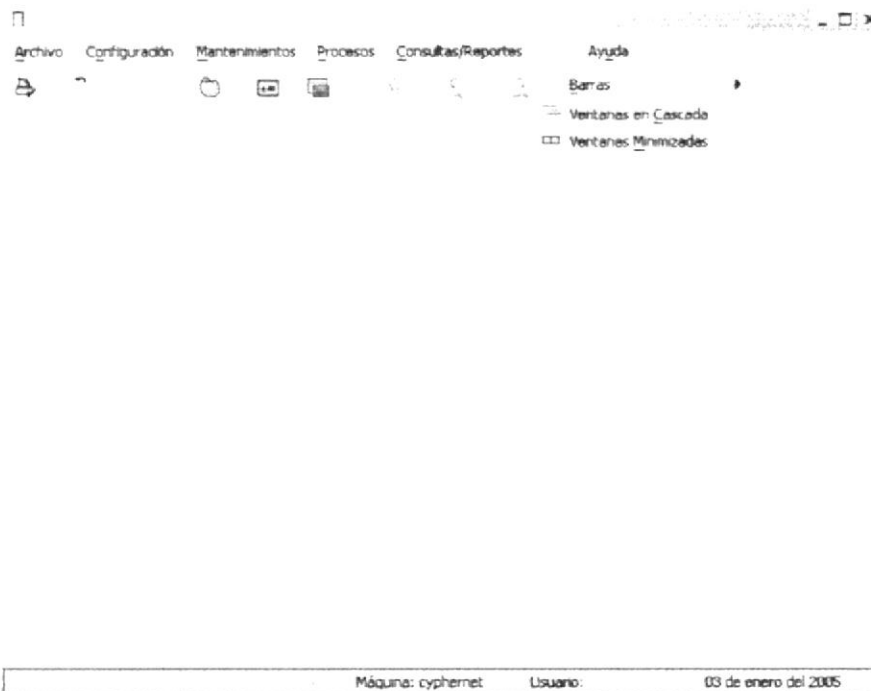 Archivo Configuración Mantenimientos Procesos Consultas/Reportes Ayuda
Barras
Ventanas en Cascada
Ventanas Minimizadas
Máquina: cyphernet Usuario: 03 de enero del 2005